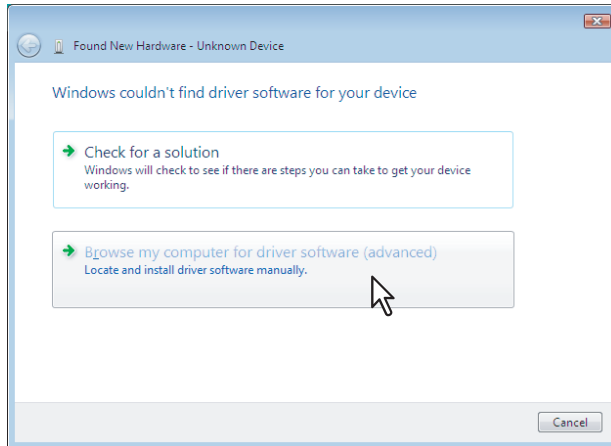 Found New Hardware - Unknown Device
Windows couldn't find driver software for your device
Check for a solution
Windows will check to see if there are steps you can take to get your device
working.
Browse my computer for driver software (advanced)
Locate and install driver software manually.
Cancel